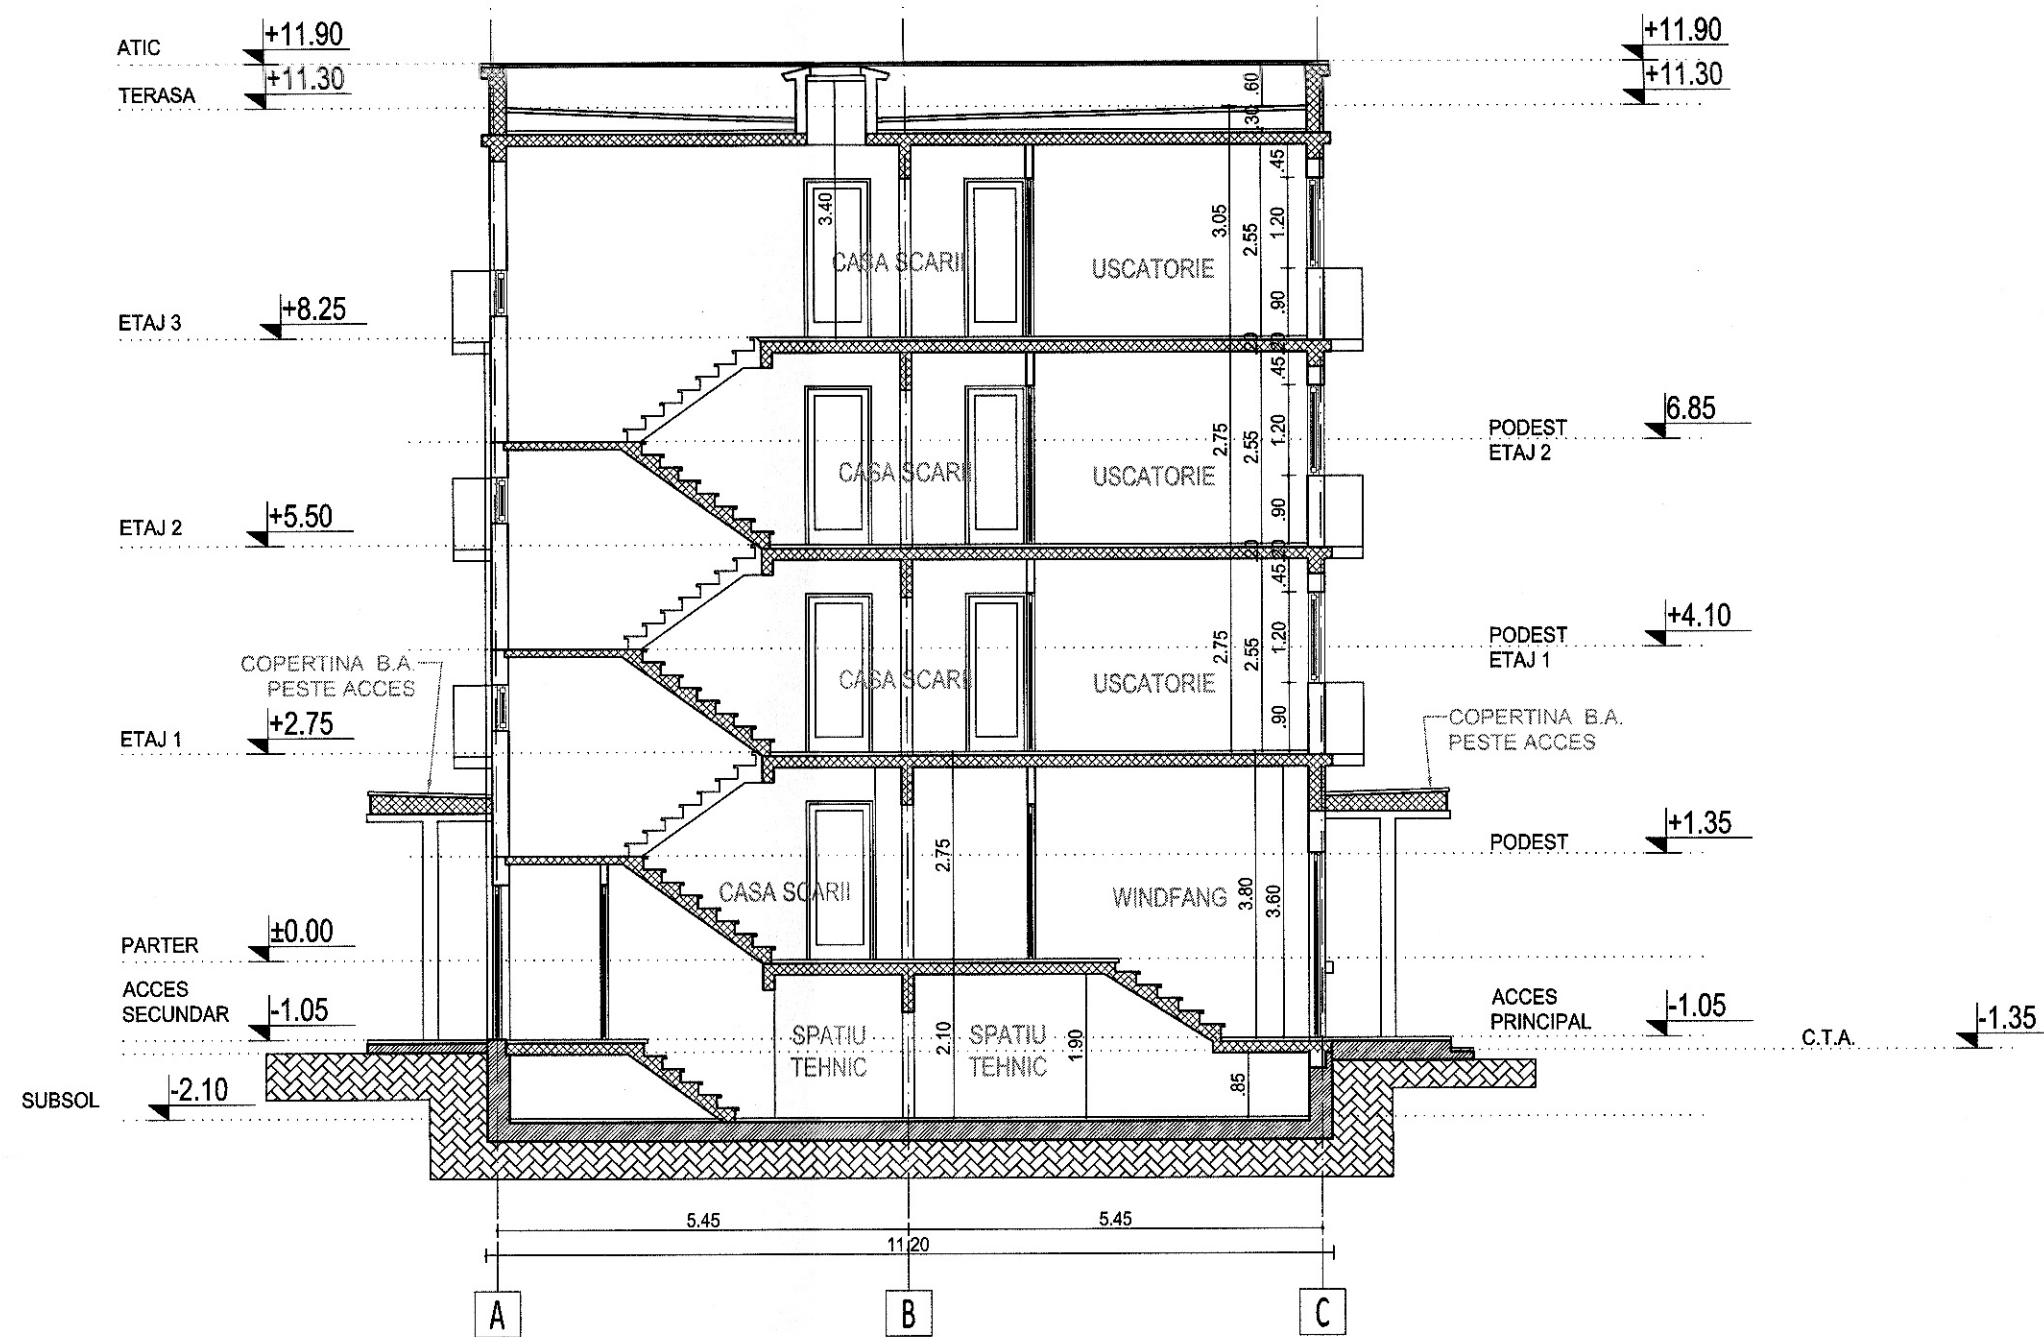 ATIC
+11.90
+11.90
TERASA
+11.30
+11.30
.60
.30
.45
3.40
3.05
2.55
1.20
CASA SCARII
USCATORIE
.90
ETAJ 3
+8.25
.20
.20
.45
PODEST
ETAJ 2
6.85
2.75
2.55
1.20
CASA SCARII
USCATORIE
.90
ETAJ 2
+5.50
.20
.20
.45
PODEST
ETAJ 1
+4.10
2.75
2.55
1.20
COPERTINA B.A.
PESTE ACCES
CASA SCARII
USCATORIE
.90
ETAJ 1
+2.75
COPERTINA B.A.
PESTE ACCES
PODEST
+1.35
2.75
CASA SCARII
WINDFANG
3.80
3.60
PARTER
±0.00
ACCES
SECUNDAR
-1.05
ACCES
PRINCIPAL
-1.05
C.T.A.
-1.35
SPATIU
TEHNIC
2.10
SPATIU
TEHNIC
1.90
.85
SUBSOL
-2.10
5.45
5.45
11.20
A
B
C